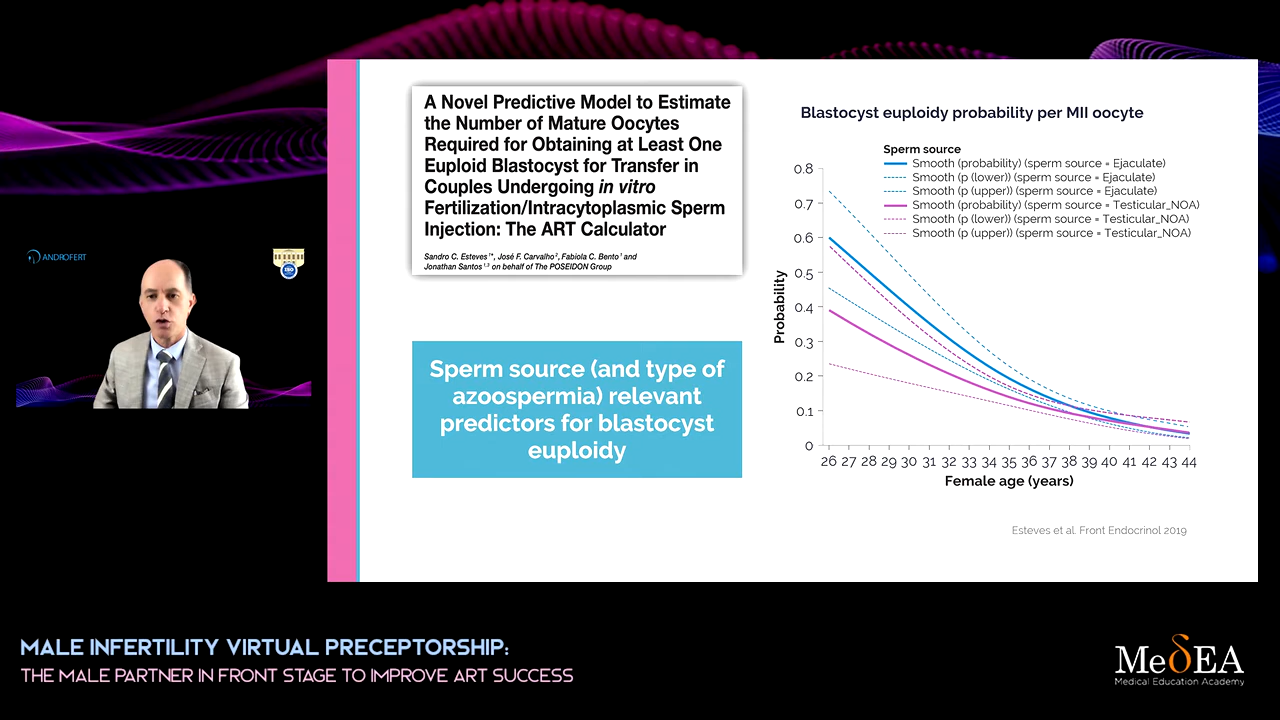 ANDROFERT
ISO
A Novel Predictive Model to Estimate
the Number of Mature Oocytes
Required for Obtaining at Least One
Euploid Blastocyst for Transfer in
Couples Undergoing in vitro
Fertilization/Intracytoplasmic Sperm
Injection: The ART Calculator
Sandro C. Esteves 1*, José F. Carvalho 2, Fabiola C. Bento 1 and
Jonathan Santos 1,3 on behalf of The POSEIDON Group
Sperm source (and type of
azoospermia) relevant
predictors for blastocyst
euploidy
Blastocyst euploidy probability per MII oocyte
Sperm source
Smooth (probability) (sperm source = Ejaculate)
Smooth (p (lower)) (sperm source = Ejaculate)
Smooth (p (upper)) (sperm source = Ejaculate)
Smooth (probability) (sperm source = Testicular_NOA)
Smooth (p (lower)) (sperm source = Testicular_NOA)
Smooth (p (upper)) (sperm source = Testicular_NOA)
Probability
0.8
0.7
0.6
0.5
0.4
0.3
0.2
0.1
0
26 27 28 29 30 31 32 33 34 35 36 37 38 39 40 41 42 43 44
Female age (years)
Esteves et al. Front Endocrinol 2019
MALE INFERTILITY VIRTUAL PRECEPTORSHIP:
THE MALE PARTNER IN FRONT STAGE TO IMPROVE ART SUCCESS
MeδEA
Medical Education Academy